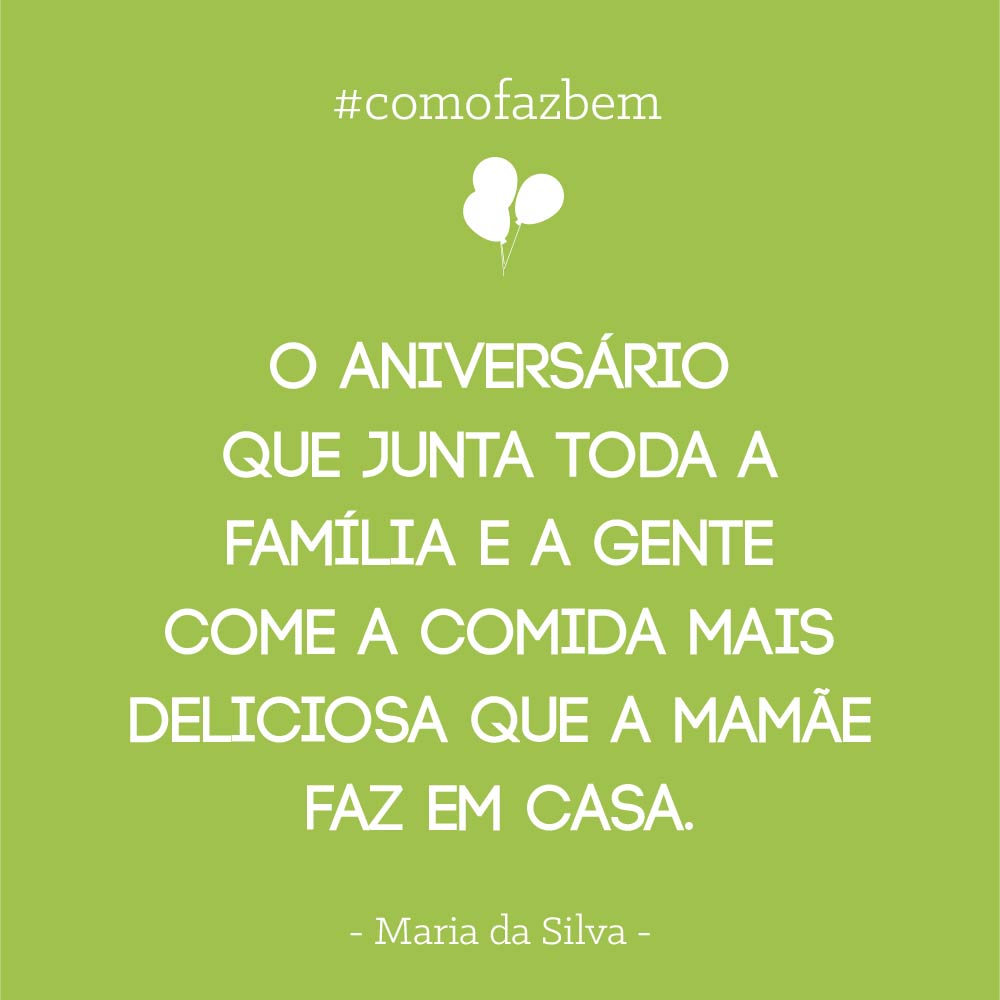 #comofazbem
O ANIVERSÁRIO
QUE JUNTA TODA A
FAMÍLIA E A GENTE
COME A COMIDA MAIS
DELICIOSA QUE A MAMÃE
FAZ EM CASA.
- Maria da Silva -